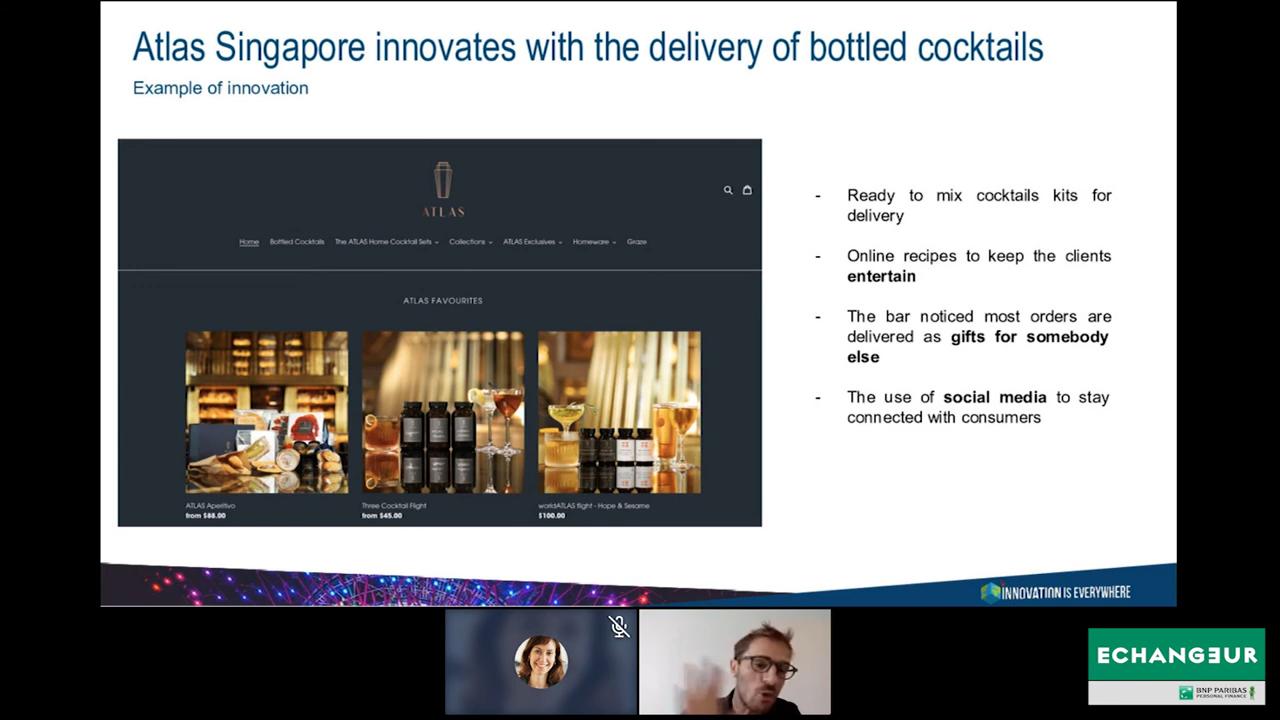 Atlas Singapore innovates with the delivery of bottled cocktails
Example of innovation
ATLAS
Home Bottled Cocktails The ATLAS Home Cocktail Sets Collections ATLAS Exclusives Homeware Graze
ATLAS FAVOURITES
ATLAS Aperitivo
from $88.00
Three Cocktail Flight
from $45.00
worldATLAS flight - Hope & Sesame
$100.00
- Ready to mix cocktails kits for
delivery
- Online recipes to keep the clients
entertain
- The bar noticed most orders are
delivered as gifts for somebody
else
- The use of social media to stay
connected with consumers
INNOVATION IS EVERYWHERE
ECHANGEUR
BNP PARIBAS
PERSONAL FINANCE